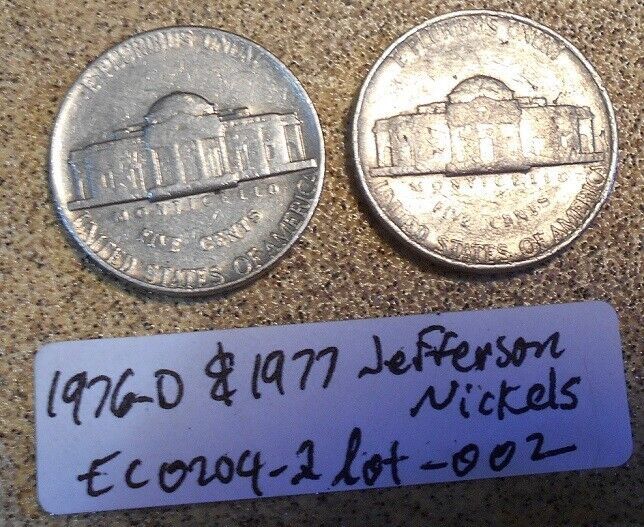 E PLURIBUS UNUM
MONTICELLO
FIVE CENTS
UNITED STATES OF AMERICA
E PLURIBUS UNUM
MONTICELLO
FIVE CENTS
UNITED STATES OF AMERICA
1976-D & 1977 Jefferson
Nickels
EC0204-2 lot-002